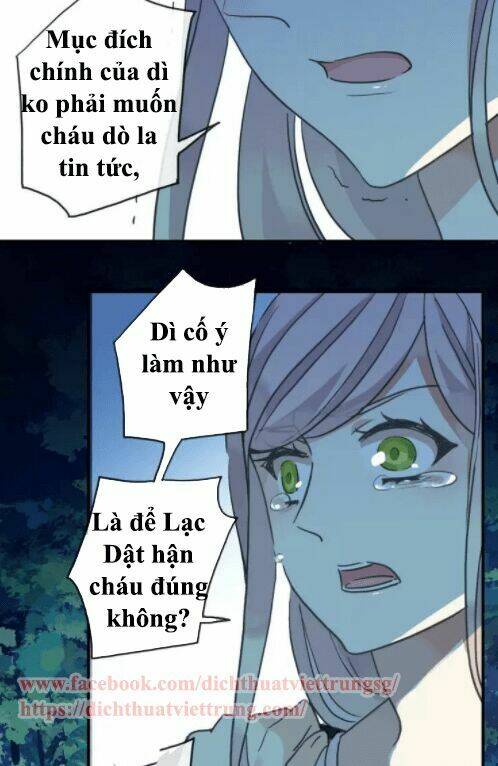 Mục đích
chính của dì
ko phải muốn
cháu dò la
tin tức,
Dì cố ý
làm như
vậy
Là để Lạc
Dật hận
cháu đúng
không?
www.facebook.com/dichthuatviettrungsg/
https://dichthuatviettrung.com/